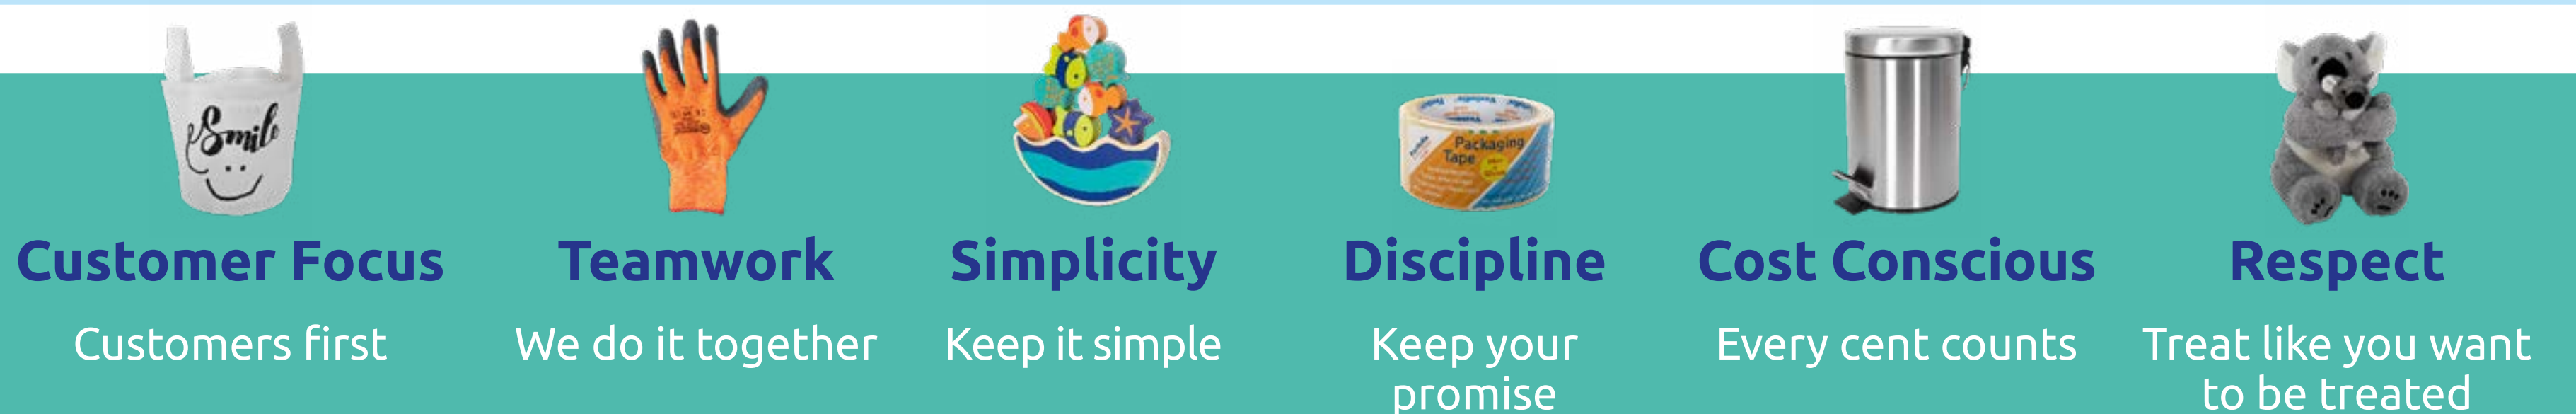 Smile
Packaging
Tape
Customer Focus
Teamwork
Simplicity
Discipline
Cost Conscious
Respect
Customers first
We do it together
Keep it simple
Keep your
promise
Every cent counts
Treat like you want
to be treated